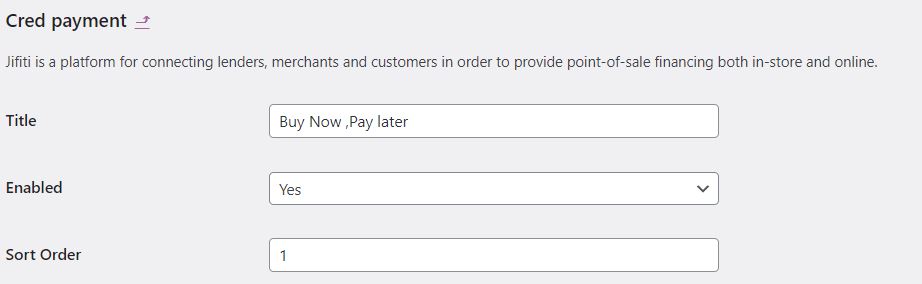 Cred payment
Jifiti is a platform for connecting lenders, merchants and customers in order to provide point-of-sale financing both in-store and online.
Title
Buy Now ,Pay later
Enabled
Yes
Sort Order
1